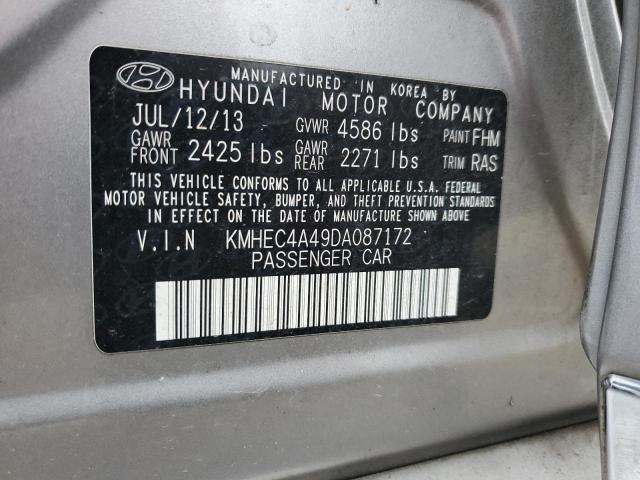 MANUFACTURED IN KOREA BY
HYUNDAI MOTOR COMPANY
JUL/12/13 GVWR 4586 lbs PAINT FHM
GAWR FRONT 2425 lbs GAWR REAR 2271 lbs TRIM RAS
THIS VEHICLE CONFORMS TO ALL APPLICABLE U.S.A. FEDERAL
MOTOR VEHICLE SAFETY, BUMPER, AND THEFT PREVENTION STANDARDS
IN EFFECT ON THE DATE OF MANUFACTURE SHOWN ABOVE.
V.I.N KMHEC4A49DA087172
PASSENGER CAR